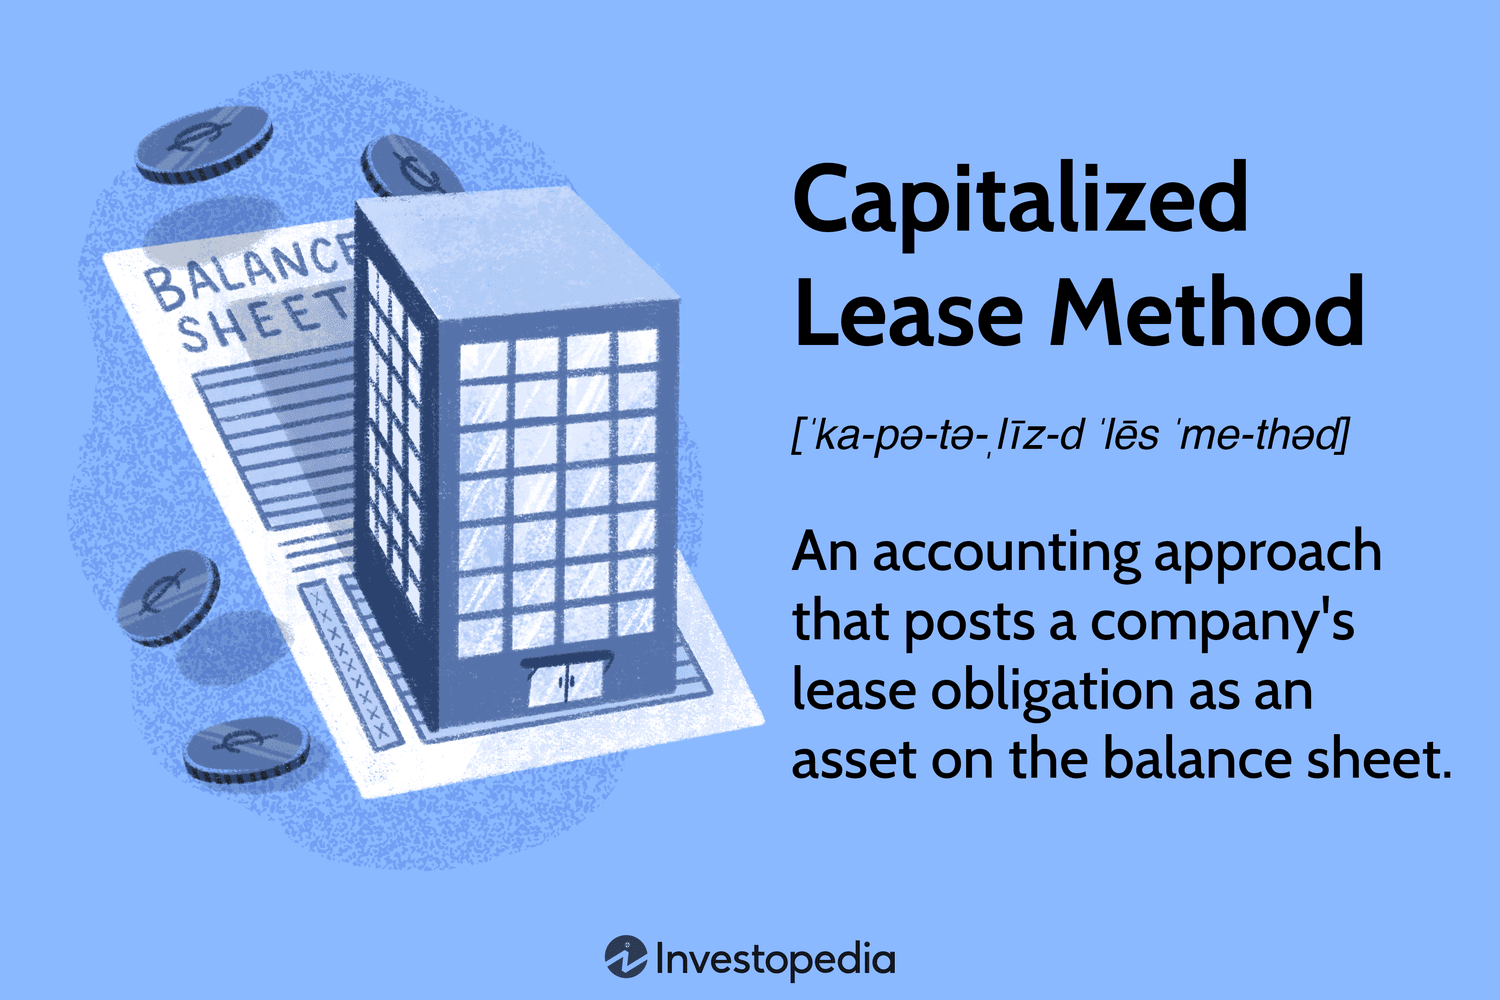 BALANCE
SHEET
Capitalized
Lease Method
[ˈka-pə-tə-ˌlīz-d ˈlēs ˈme-thəd]
An accounting approach
that posts a company's
lease obligation as an
asset on the balance sheet.
x
x
x
x
x
x
x
x
x
x
Investopedia